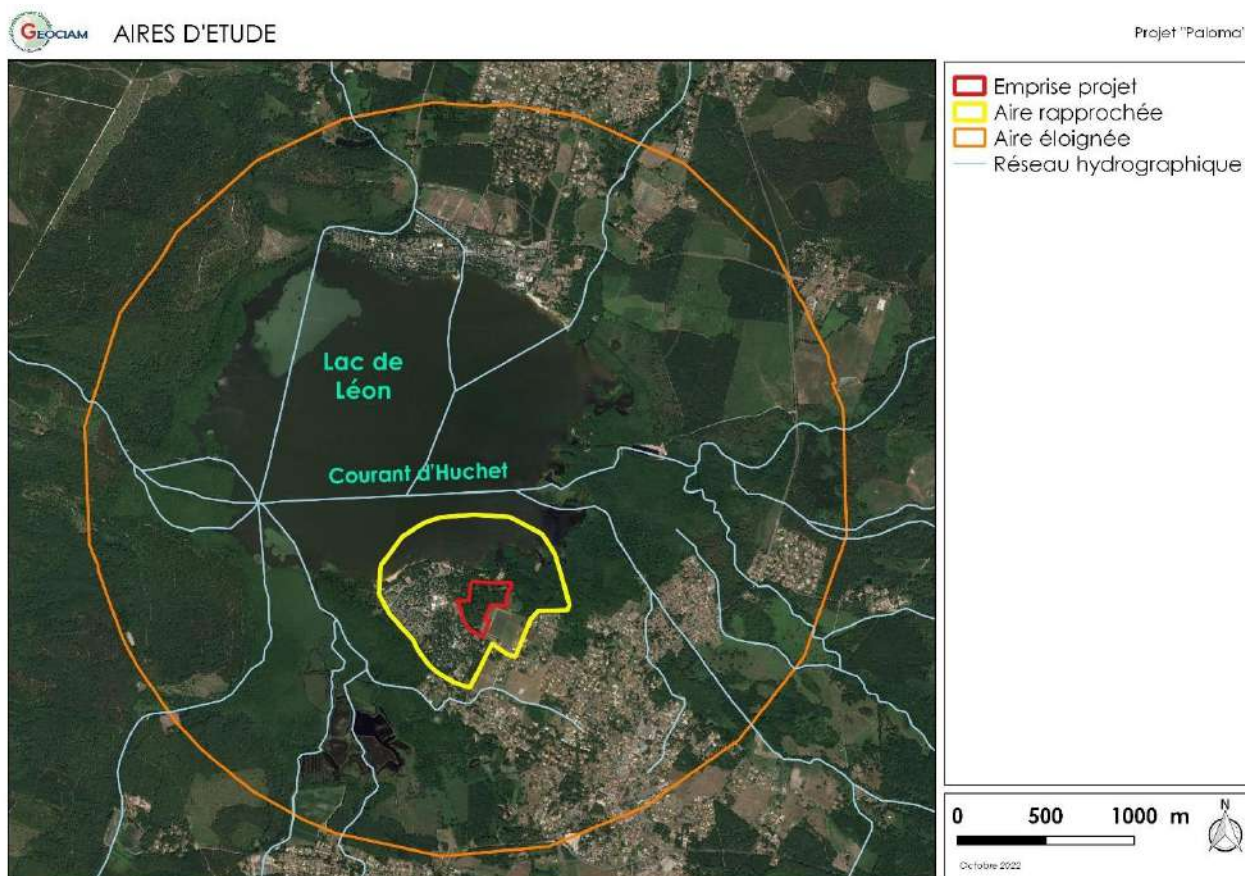 GEOCIAM
AIRES D'ETUDE
Projet "Paloma"
Emprise projet
Aire rapprochée
Aire éloignée
Réseau hydrographique
Lac de
Léon
Courant d'Huchet
0 500 1000 m
N
Octobre 2022